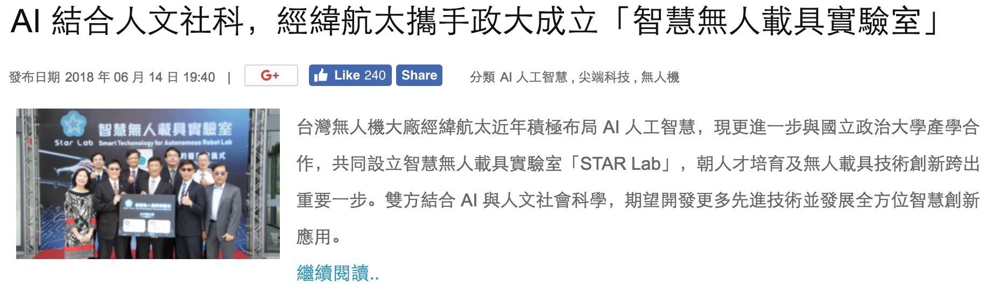 AI 結合人文社科，經緯航太攜手政大成立「智慧無人載具實驗室」
發布日期 2018 年 06 月 14 日 19:40 | G+ Like 240 Share 分類 AI 人工智慧 , 尖端科技 , 無人機
智慧無人載具實驗室
Star Lab Smart Techonology for Autonomous Robot Lab
智慧無人載具實驗室
台灣無人機大廠經緯航太近年積極布局 AI 人工智慧，現更進一步與國立政治大學產學合
作，共同設立智慧無人載具實驗室「STAR Lab」，朝人才培育及無人載具技術創新跨出
重要一步。雙方結合 AI 與人文社會科學，期望開發更多先進技術並發展全方位智慧創新
應用。
繼續閱讀..